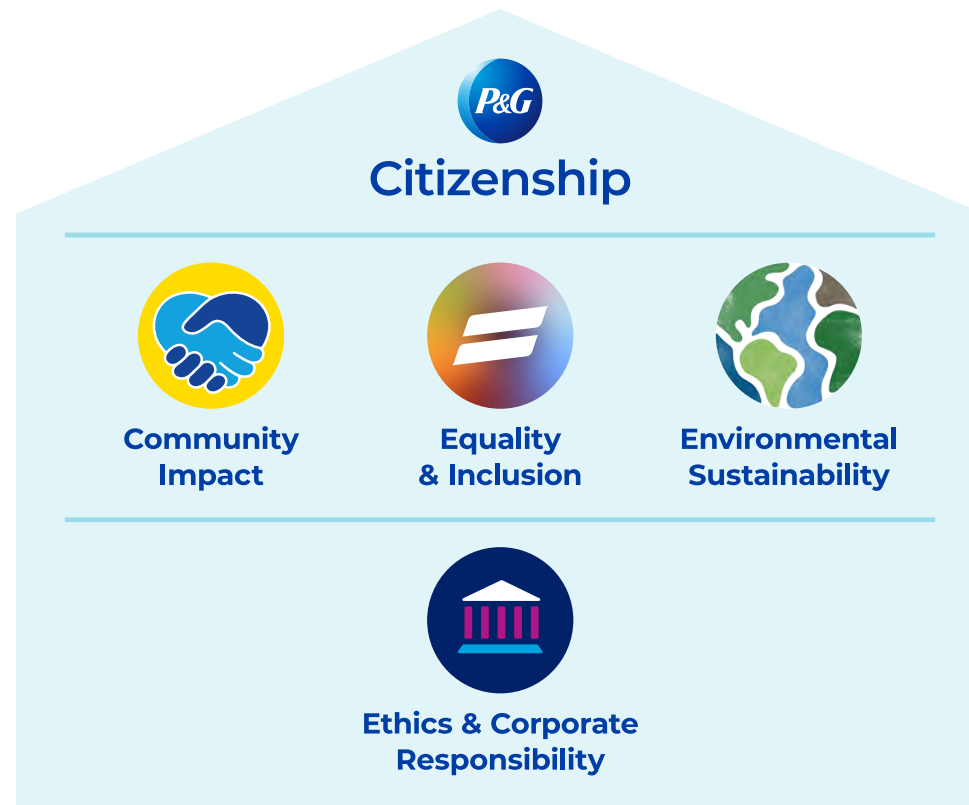 P&G
Citizenship
Community
Impact
Equality
& Inclusion
Environmental
Sustainability
Ethics & Corporate
Responsibility